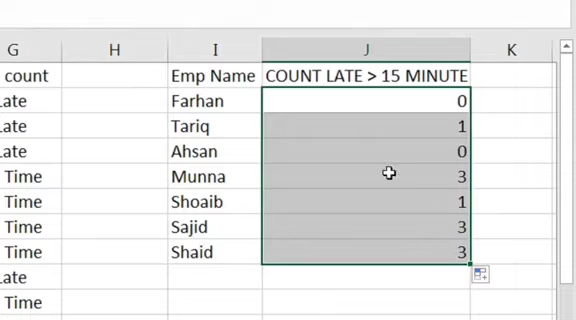 G H I J K
count Emp Name COUNT LATE > 15 MINUTE
Late Farhan 0
Late Tariq 1
Late Ahsan 0
Time Munna 3
Time Shoaib 1
Time Sajid 3
Time Shaid 3
Late
Time